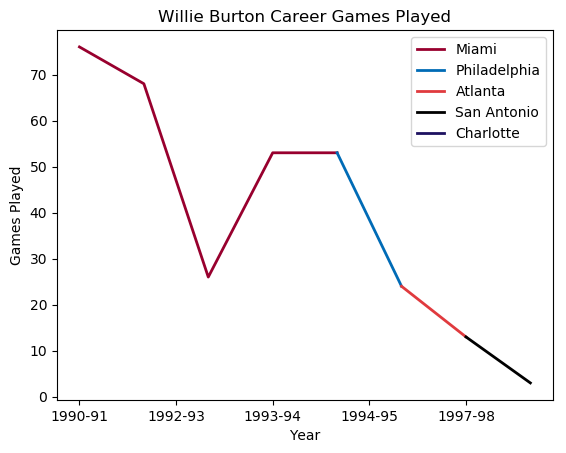 Willie Burton Career Games Played
Miami
Philadelphia
Atlanta
San Antonio
Charlotte
70
60
50
40
30
20
10
0
Games Played
1990-91 1992-93 1993-94 1994-95 1997-98
Year